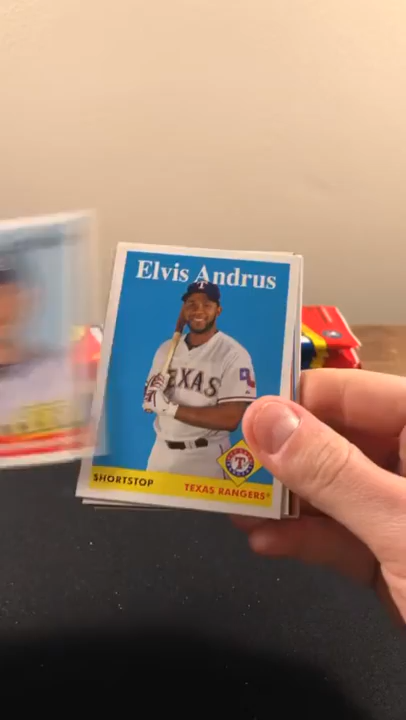 Elvis Andrus
T
TEXAS
SHORTSTOP
TEXAS RANGERS®
T